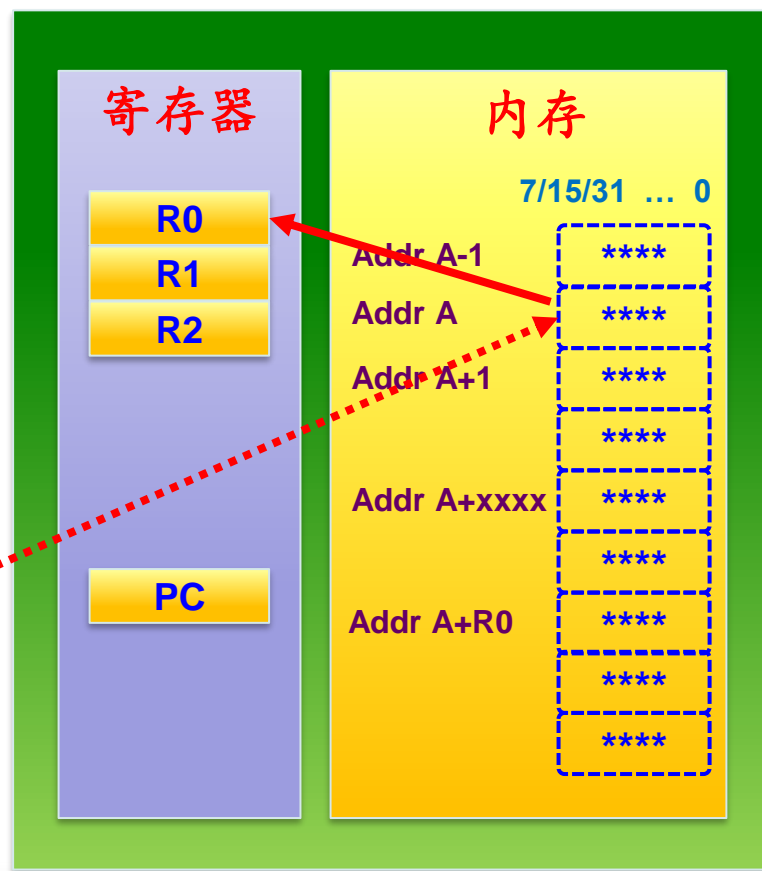 寄存器
R0
R1
R2
PC
内存
7/15/31 … 0
Addr A-1 ****
Addr A ****
Addr A+1 ****
****
Addr A+xxxx ****
****
Addr A+R0 ****
****
****